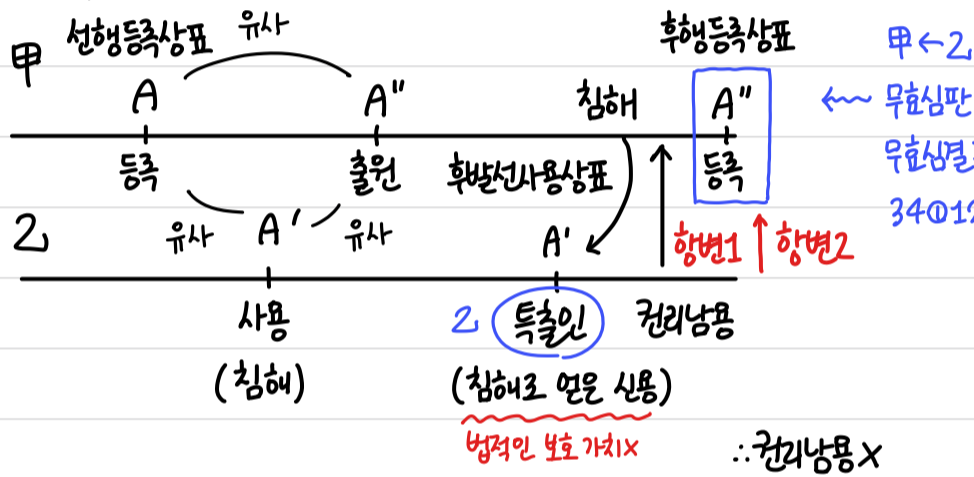 甲 선행등록상표 유사 후행등록상표 甲←乙
A A" 침해 A" 무효심판
등록 출원 후발선사용상표 등록 무효심결
34①12
乙 유사 A' 유사 A' 항변1 항변2
사용 乙 특출인 권리남용
(침해) (침해로 얻은 신용)
법적인 보호가치X
∴권리남용X